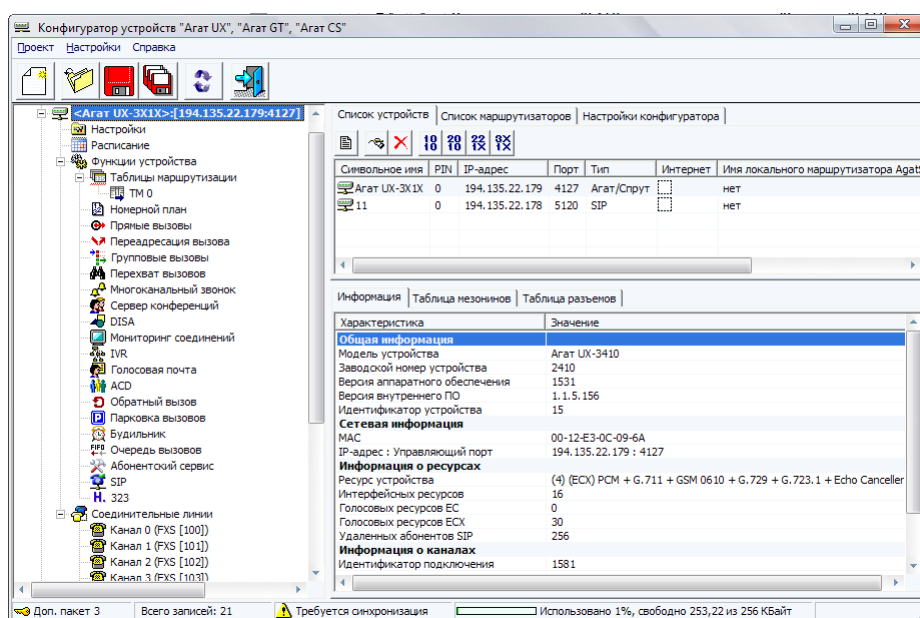 Конфигуратор устройств "Агат UX", "Агат GT", "Агат CS"
Проект Настройки Справка
<Агат UX-3X1X>:[194.135.22.179:4127]
Настройки
Расписание
Функции устройства
Таблицы маршрутизации
ТМ 0
Номерной план
Прямые вызовы
Переадресация вызова
Групповые вызовы
Перехват вызовов
Многоканальный звонок
Сервер конференций
DISA
Мониторинг соединений
IVR
Голосовая почта
ACD
Обратный вызов
Парковка вызовов
Будильник
Очередь вызовов
Абонентский сервис
SIP
H. 323
Соединительные линии
Канал 0 (FXS [100])
Канал 1 (FXS [101])
Канал 2 (FXS [102])
Канал 3 (FXS [103])
Список устройств Список маршрутизаторов Настройки конфигуратора
Символьное имя PIN IP-адрес Порт Тип Интернет Имя локального маршрутизатора AgatS
Агат UX-3X1X 0 194.135.22.179 4127 Агат/Спрут нет
11 0 194.135.22.178 5120 SIP нет
Информация Таблица мезонинов Таблица разъемов
Характеристика Значение
Общая информация
Модель устройства Агат UX-3410
Заводской номер устройства 2410
Версия аппаратного обеспечения 1531
Версия внутреннего ПО 1.1.5.156
Идентификатор устройства 15
Сетевая информация
MAC 00-12-E3-0C-09-6A
IP-адрес : Управляющий порт 194.135.22.179 : 4127
Информация о ресурсах
Ресурс устройства (4) (ECX) PCM + G.711 + GSM 0610 + G.729 + G.723.1 + Echo Canceller
Интерфейсных ресурсов 16
Голосовых ресурсов EC 0
Голосовых ресурсов ECX 30
Удаленных абонентов SIP 256
Информация о каналах
Идентификатор подключения 1581
Доп. пакет 3 Всего записей: 21 Требуется синхронизация Использовано 1%, свободно 253,22 из 256 КБайт